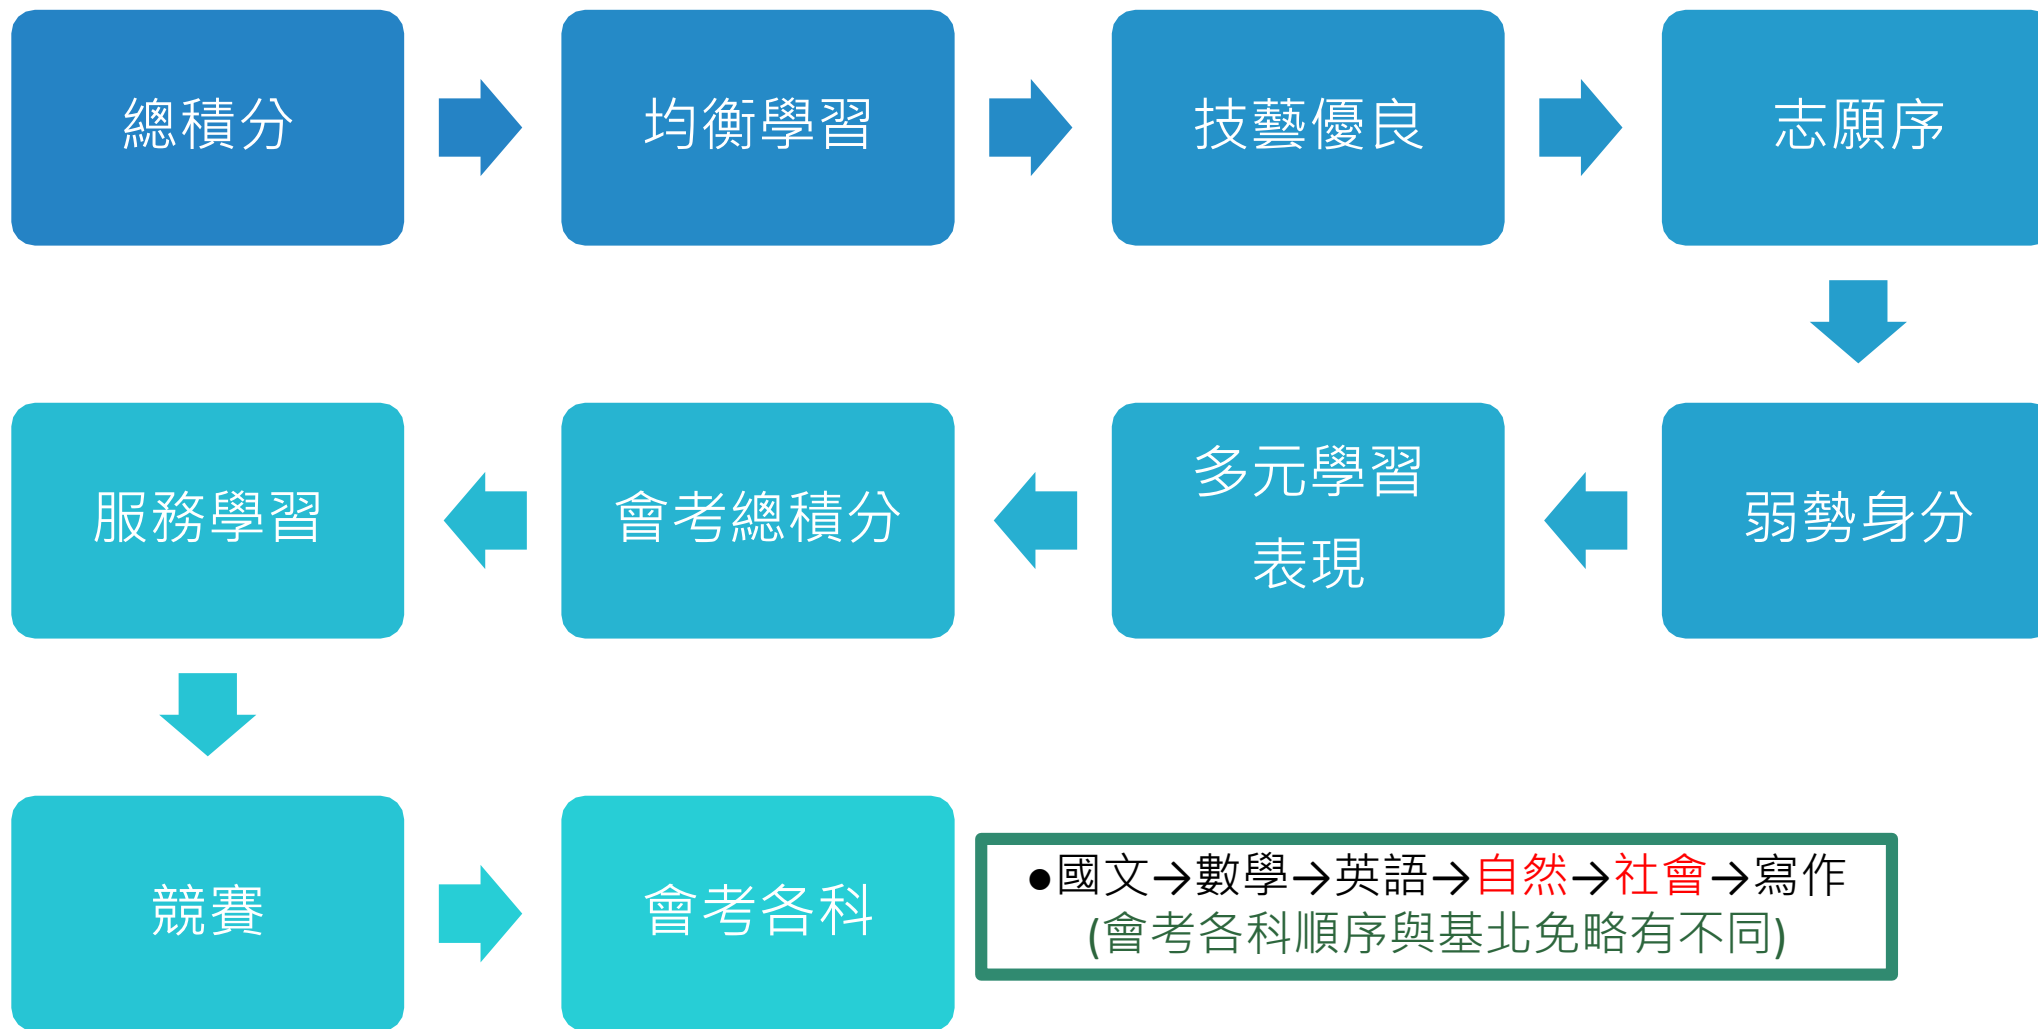 總積分
均衡學習
技藝優良
志願序
弱勢身分
多元學習
表現
會考總積分
服務學習
競賽
會考各科
●國文→數學→英語→自然→社會→寫作
(會考各科順序與基北免略有不同)